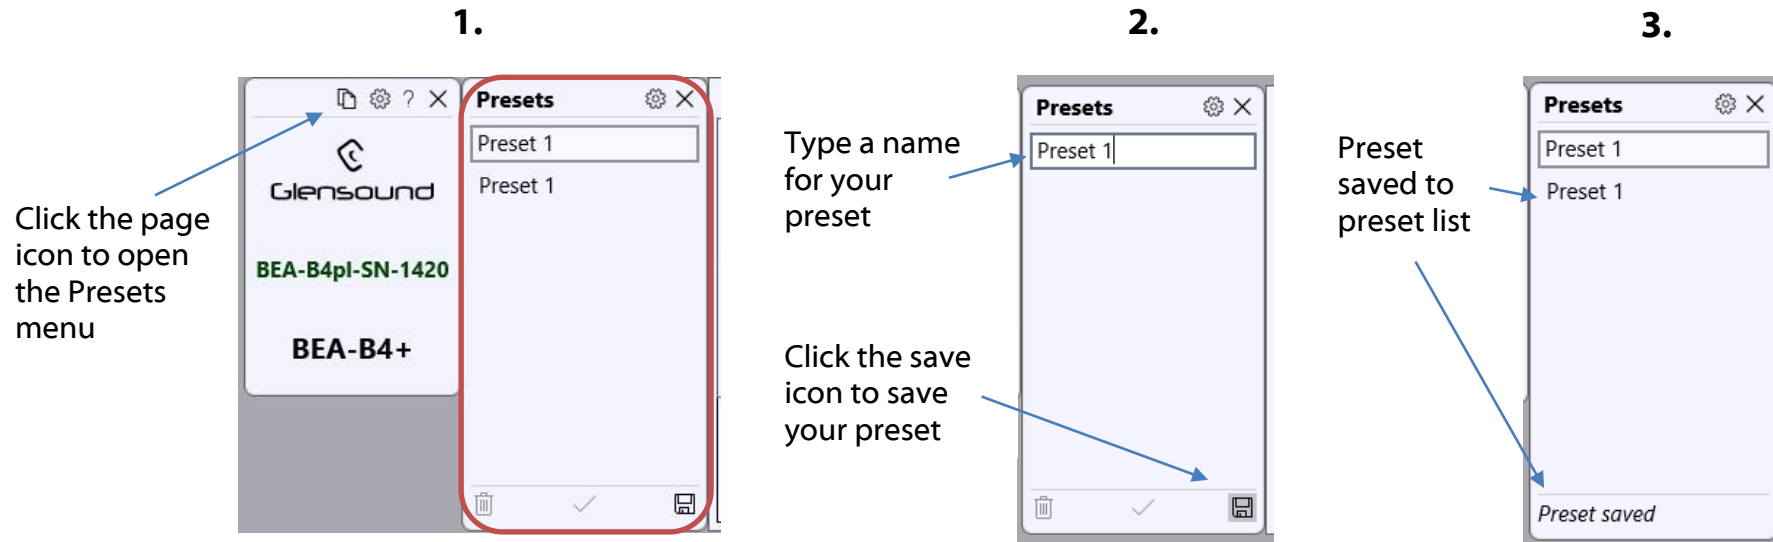 1.
Click the page
icon to open
the Presets
menu
?
Glensound
BEA-B4pl-SN-1420
BEA-B4+
Presets
Preset 1
Preset 1
2.
Type a name
for your
preset
Click the save
icon to save
your preset
Presets
Preset 1
3.
Preset
saved to
preset list
Presets
Preset 1
Preset 1
Preset saved